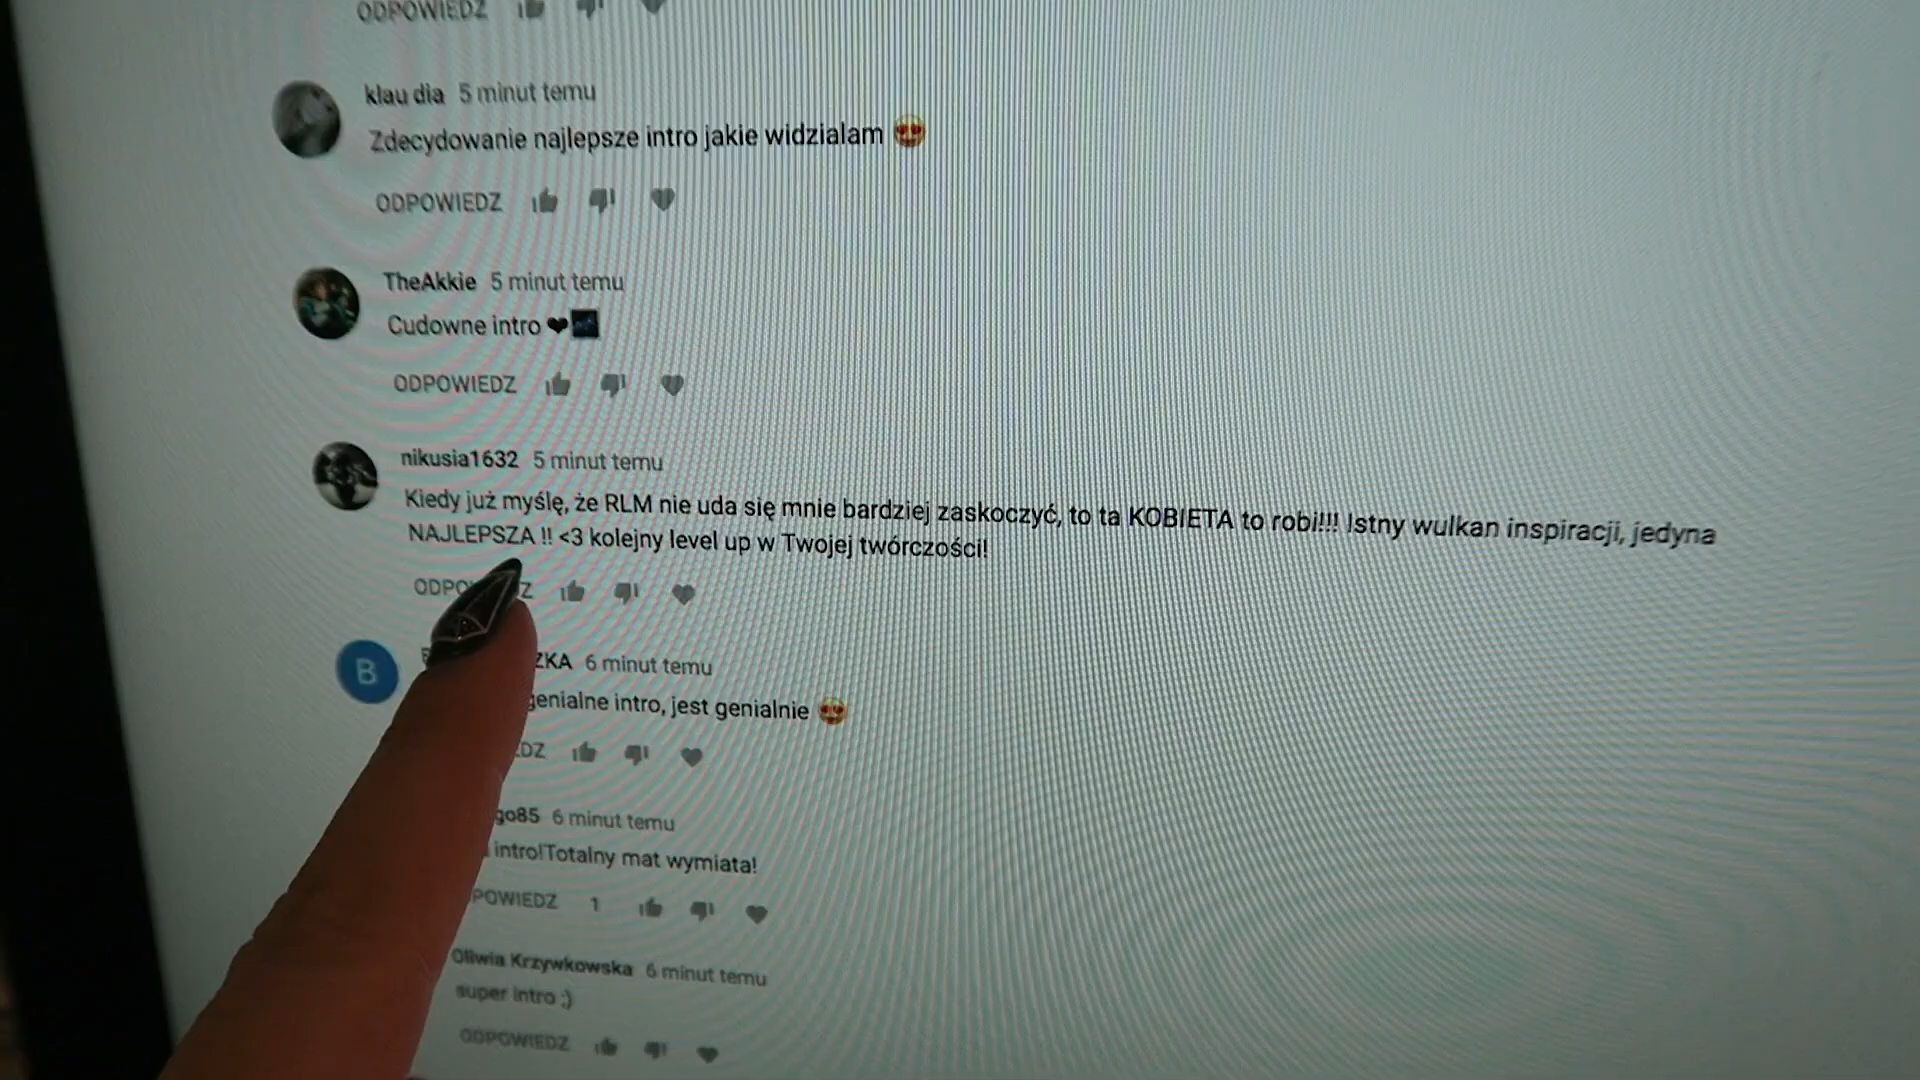 ODPOWIEDZ
klau dia 5 minut temu
Zdecydowanie najlepsze intro jakie widzialam 😍
ODPOWIEDZ
TheAkkie 5 minut temu
Cudowne intro ❤
ODPOWIEDZ
nikusia1632 5 minut temu
Kiedy już myślę, że RLM nie uda się mnie bardziej zaskoczyć, to ta KOBIETA to robi!!! Istny wulkan inspiracji, jedyna
NAJLEPSZA !! <3 kolejny level up w Twojej twórczości!
B
6 minut temu
genialne intro, jest genialnie 😍
6 minut temu
intro!Totalny mat wymiata!
1
Oliwia Krzywkowska 6 minut temu
super intro ;)
ODPOWIEDZ